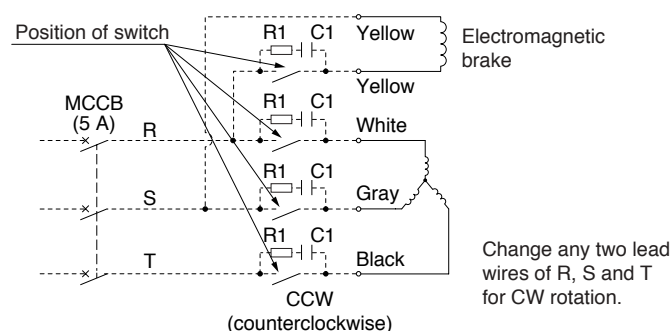 R1 C1
Yellow
Position of switch
Electromagnetic
brake
Yellow
MCCB
(5 A)
R1 C1
R
White
R1 C1
S
Gray
R1 C1
T
Black
Change any two lead
wires of R, S and T
for CW rotation.
CCW
(counterclockwise)